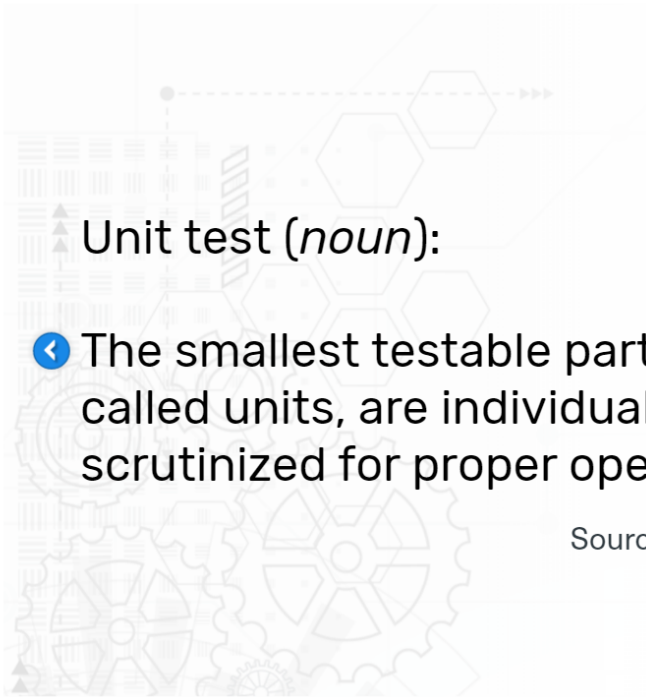 Unit test (noun):
The smallest testable part
called units, are individual
scrutinized for proper ope
Sourc